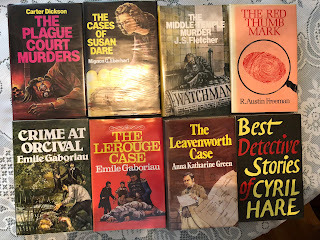 Carter Dickson
THE
PLAGUE
COURT
MURDERS
THE
CASES OF
SUSAN
DARE
Mignon G. Eberhart
THE
MIDDLE TEMPLE
MURDER
J.S. Fletcher
WATCHMAN
THE RED
THUMB
MARK
R. Austin Freeman
CRIME AT
ORCIVAL
Emile Gaboriau
THE
LEROUGE
CASE
Emile Gaboriau
The
Leavenworth
Case
Anna Katharine Green
Best
Detective
Stories
of
CYRIL
HARE